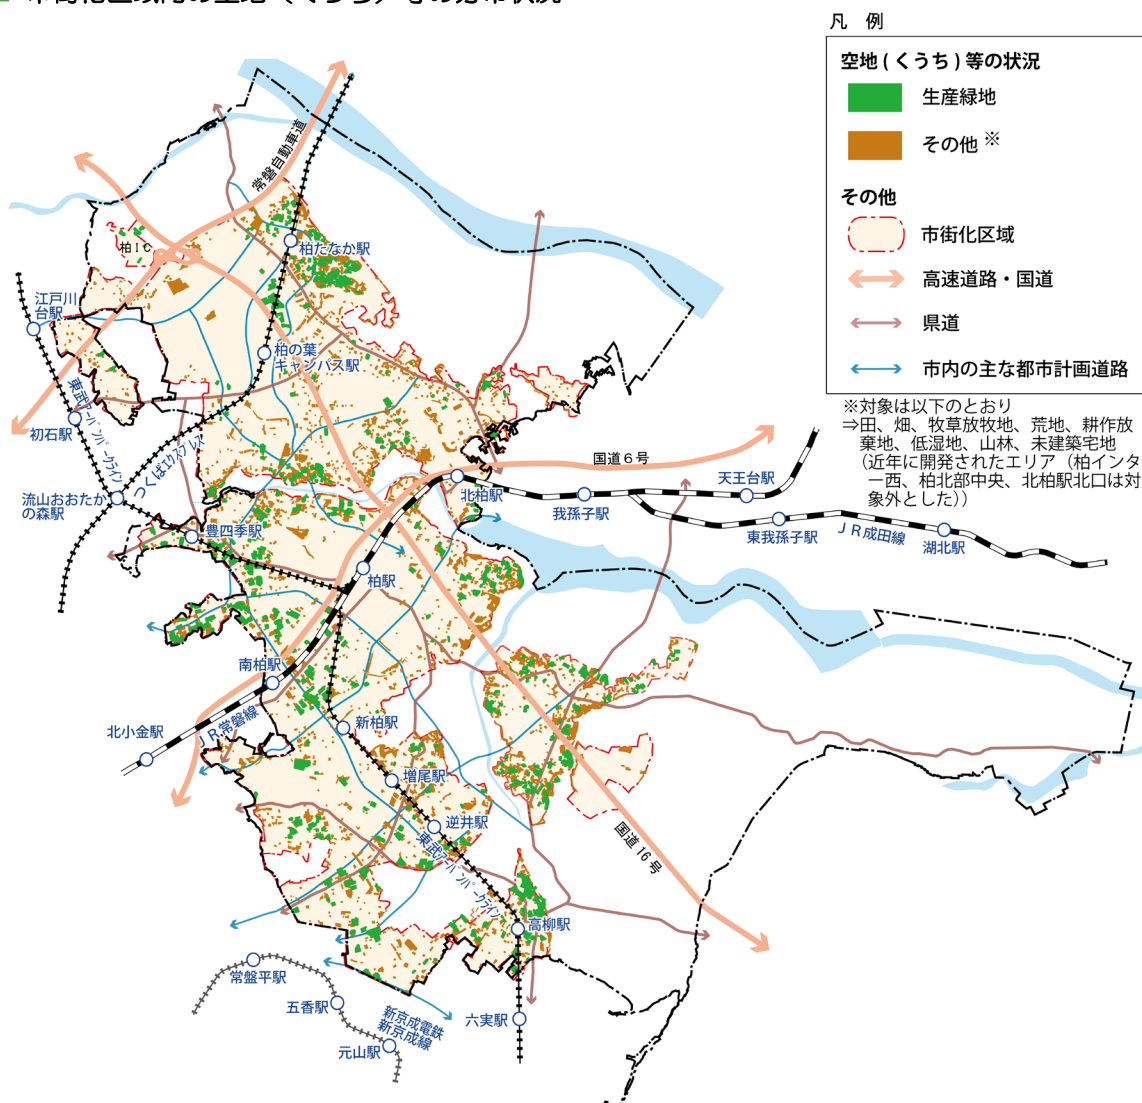 凡 例
空地(くうち)等の状況
生産緑地
その他 ※
その他
市街化区域
高速道路・国道
県道
市内の主な都市計画道路
※対象は以下のとおり
⇒田、畑、牧草放牧地、荒地、耕作放
棄地、低湿地、山林、未建築宅地
(近年に開発されたエリア(柏インタ
ー西、柏北部中央、北柏駅北口は対
象外とした))
常磐自動車道
柏IC
柏たなか駅
江戸川
台駅
柏の葉
キャンパス駅
東武アーバンパークライン
初石駅
つくばエクスプレス
流山おおたか
の森駅
豊四季駅
国道6号
北柏駅
我孫子駅
天王台駅
東我孫子駅
JR成田線
湖北駅
柏駅
南柏駅
北小金駅
JR常磐線
新柏駅
増尾駅
逆井駅
東武アーバンパークライン
国道16号
高柳駅
常盤平駅
五香駅
新京成電鉄
新京成線
元山駅
六実駅